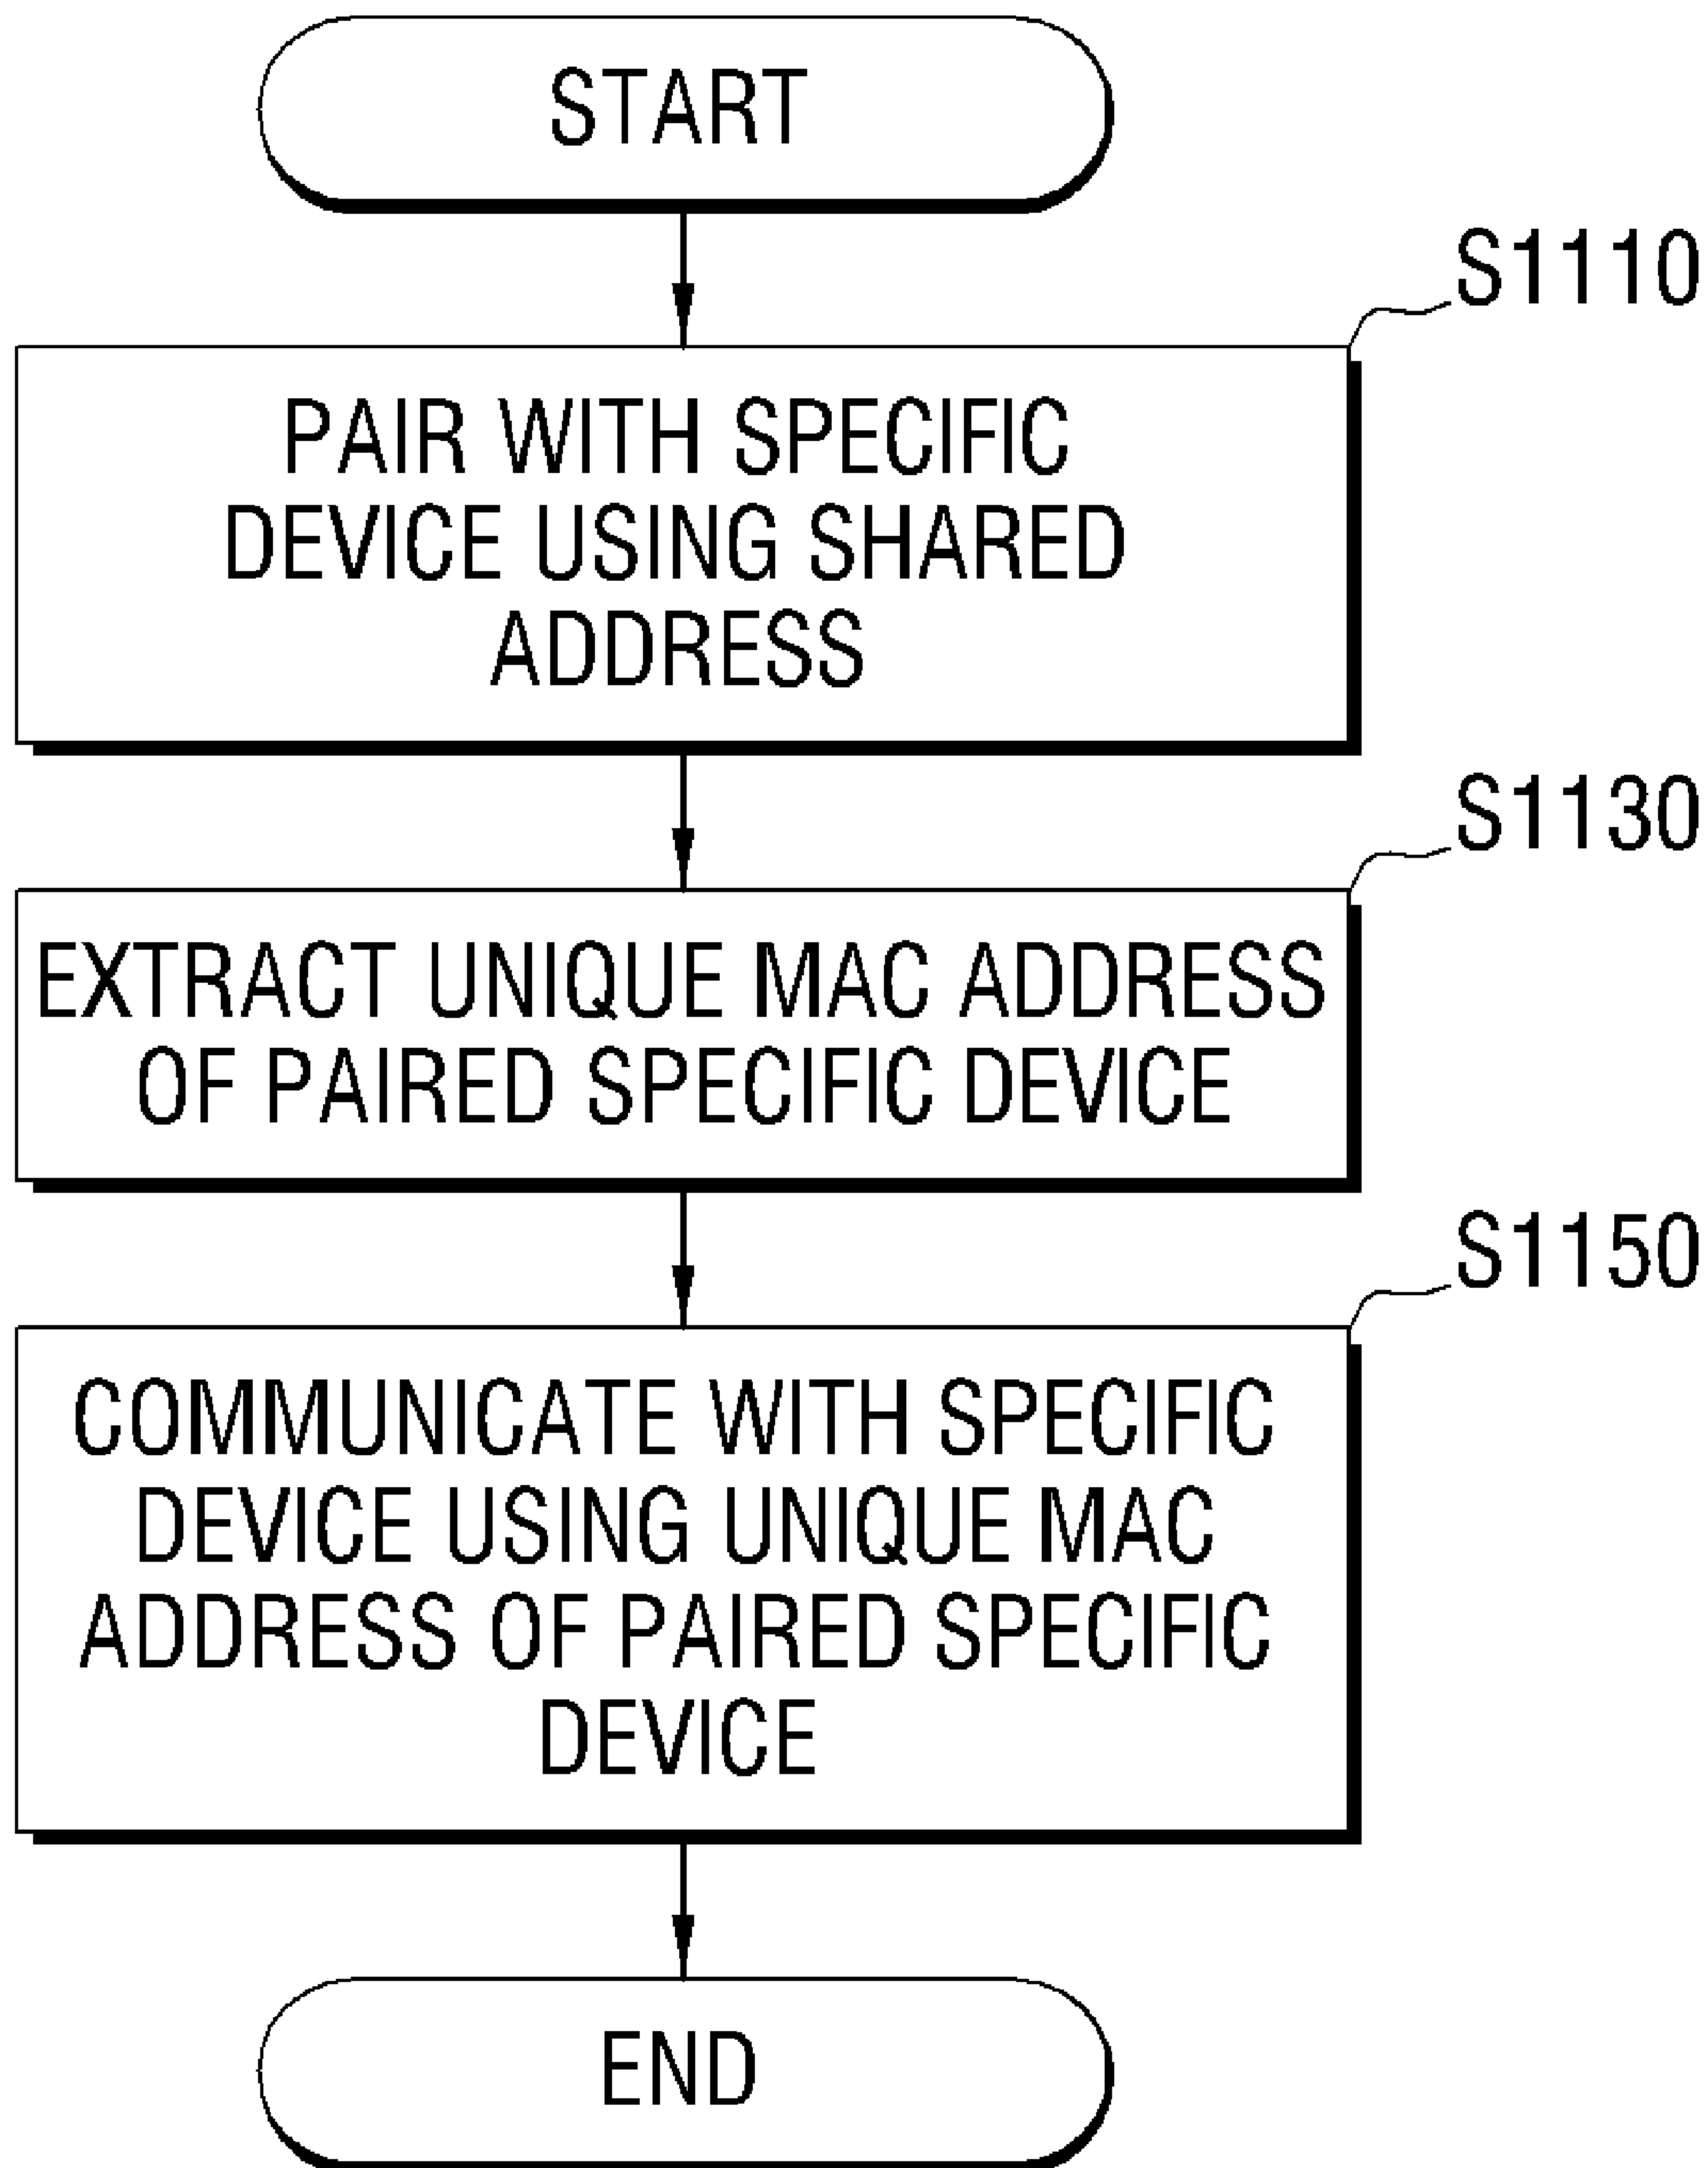 START
S1110
PAIR WITH SPECIFIC
DEVICE USING SHARED
ADDRESS
S1130
EXTRACT UNIQUE MAC ADDRESS
OF PAIRED SPECIFIC DEVICE
S1150
COMMUNICATE WITH SPECIFIC
DEVICE USING UNIQUE MAC
ADDRESS OF PAIRED SPECIFIC
DEVICE
END